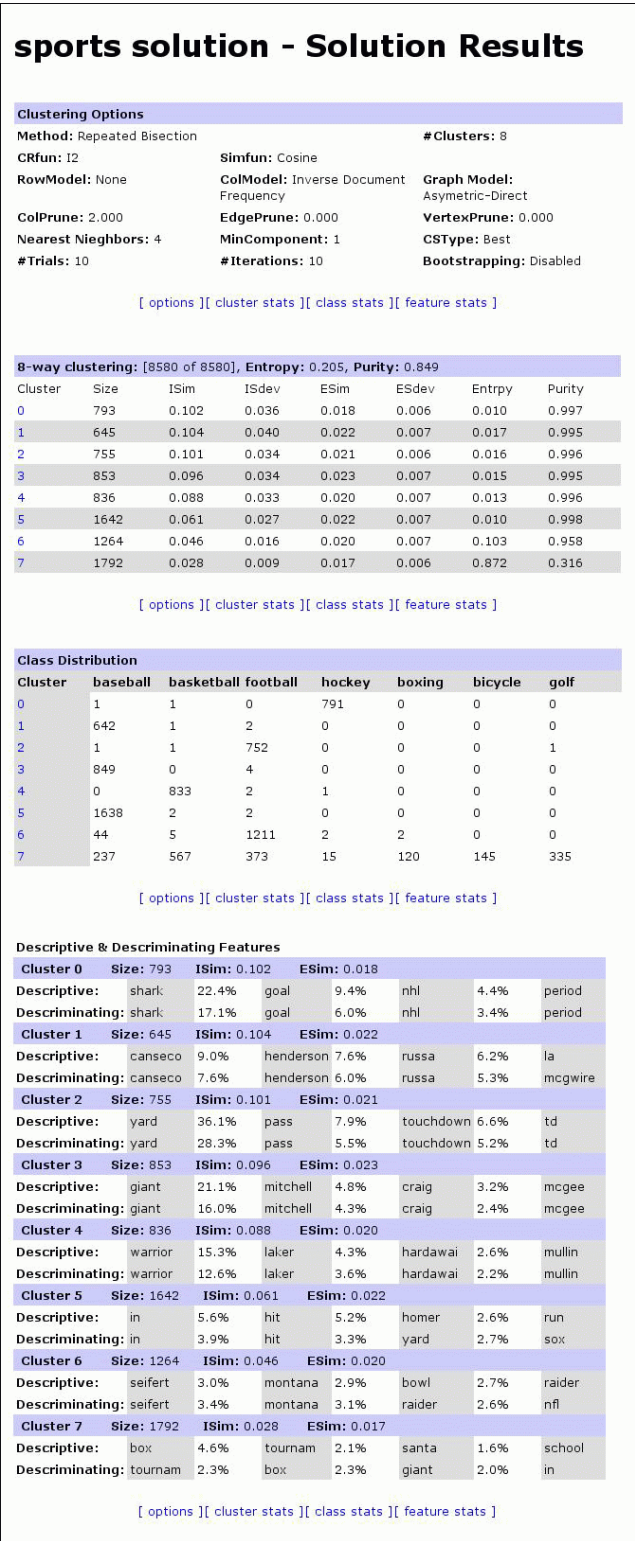 sports solution - Solution Results
Clustering Options
Method: Repeated Bisection #Clusters: 8
CRfun: I2 Simfun: Cosine
RowModel: None ColModel: Inverse Document Frequency Graph Model: Asymetric-Direct
ColPrune: 2.000 EdgePrune: 0.000 VertexPrune: 0.000
Nearest Nieghbors: 4 MinComponent: 1 CSType: Best
#Trials: 10 #Iterations: 10 Bootstrapping: Disabled
[ options ][ cluster stats ][ class stats ][ feature stats ]
8-way clustering: [8580 of 8580], Entropy: 0.205, Purity: 0.849
Cluster Size ISim ISdev ESim ESdev Entrpy Purity
0 793 0.102 0.036 0.018 0.006 0.010 0.997
1 645 0.104 0.040 0.022 0.007 0.017 0.995
2 755 0.101 0.034 0.021 0.006 0.016 0.996
3 853 0.096 0.034 0.023 0.007 0.015 0.995
4 836 0.088 0.033 0.020 0.007 0.013 0.996
5 1642 0.061 0.027 0.022 0.007 0.010 0.998
6 1264 0.046 0.016 0.020 0.007 0.103 0.958
7 1792 0.028 0.009 0.017 0.006 0.872 0.316
[ options ][ cluster stats ][ class stats ][ feature stats ]
Class Distribution
Cluster baseball basketball football hockey boxing bicycle golf
0 1 1 0 791 0 0 0
1 642 1 2 0 0 0 0
2 1 1 752 0 0 0 1
3 849 0 4 0 0 0 0
4 0 833 2 1 0 0 0
5 1638 2 2 0 0 0 0
6 44 5 1211 2 2 0 0
7 237 567 373 15 120 145 335
[ options ][ cluster stats ][ class stats ][ feature stats ]
Descriptive & Descriminating Features
Cluster 0 Size: 793 ISim: 0.102 ESim: 0.018
Descriptive: shark 22.4% goal 9.4% nhl 4.4% period
Descriminating: shark 17.1% goal 6.0% nhl 3.4% period
Cluster 1 Size: 645 ISim: 0.104 ESim: 0.022
Descriptive: canseco 9.0% henderson 7.6% russa 6.2% la
Descriminating: canseco 7.6% henderson 6.0% russa 5.3% mcgwire
Cluster 2 Size: 755 ISim: 0.101 ESim: 0.021
Descriptive: yard 36.1% pass 7.9% touchdown 6.6% td
Descriminating: yard 28.3% pass 5.5% touchdown 5.2% td
Cluster 3 Size: 853 ISim: 0.096 ESim: 0.023
Descriptive: giant 21.1% mitchell 4.8% craig 3.2% mcgee
Descriminating: giant 16.0% mitchell 4.3% craig 2.4% mcgee
Cluster 4 Size: 836 ISim: 0.088 ESim: 0.020
Descriptive: warrior 15.3% laker 4.3% hardawai 2.6% mullin
Descriminating: warrior 12.6% laker 3.6% hardawai 2.2% mullin
Cluster 5 Size: 1642 ISim: 0.061 ESim: 0.022
Descriptive: in 5.6% hit 5.2% homer 2.6% run
Descriminating: in 3.9% hit 3.3% yard 2.7% sox
Cluster 6 Size: 1264 ISim: 0.046 ESim: 0.020
Descriptive: seifert 3.0% montana 2.9% bowl 2.7% raider
Descriminating: seifert 3.4% montana 3.1% raider 2.6% nfl
Cluster 7 Size: 1792 ISim: 0.028 ESim: 0.017
Descriptive: box 4.6% tournam 2.1% santa 1.6% school
Descriminating: tournam 2.3% box 2.3% giant 2.0% in
[ options ][ cluster stats ][ class stats ][ feature stats ]